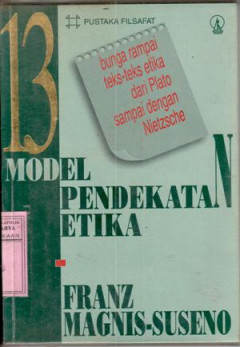 PUSTAKA FILSAFAT
13
bunga rampai
teks-teks etika
dari Plato
sampai dengan
Nietzsche
MODEL
PENDEKATAN
ETIKA
FRANZ
MAGNIS-SUSENO